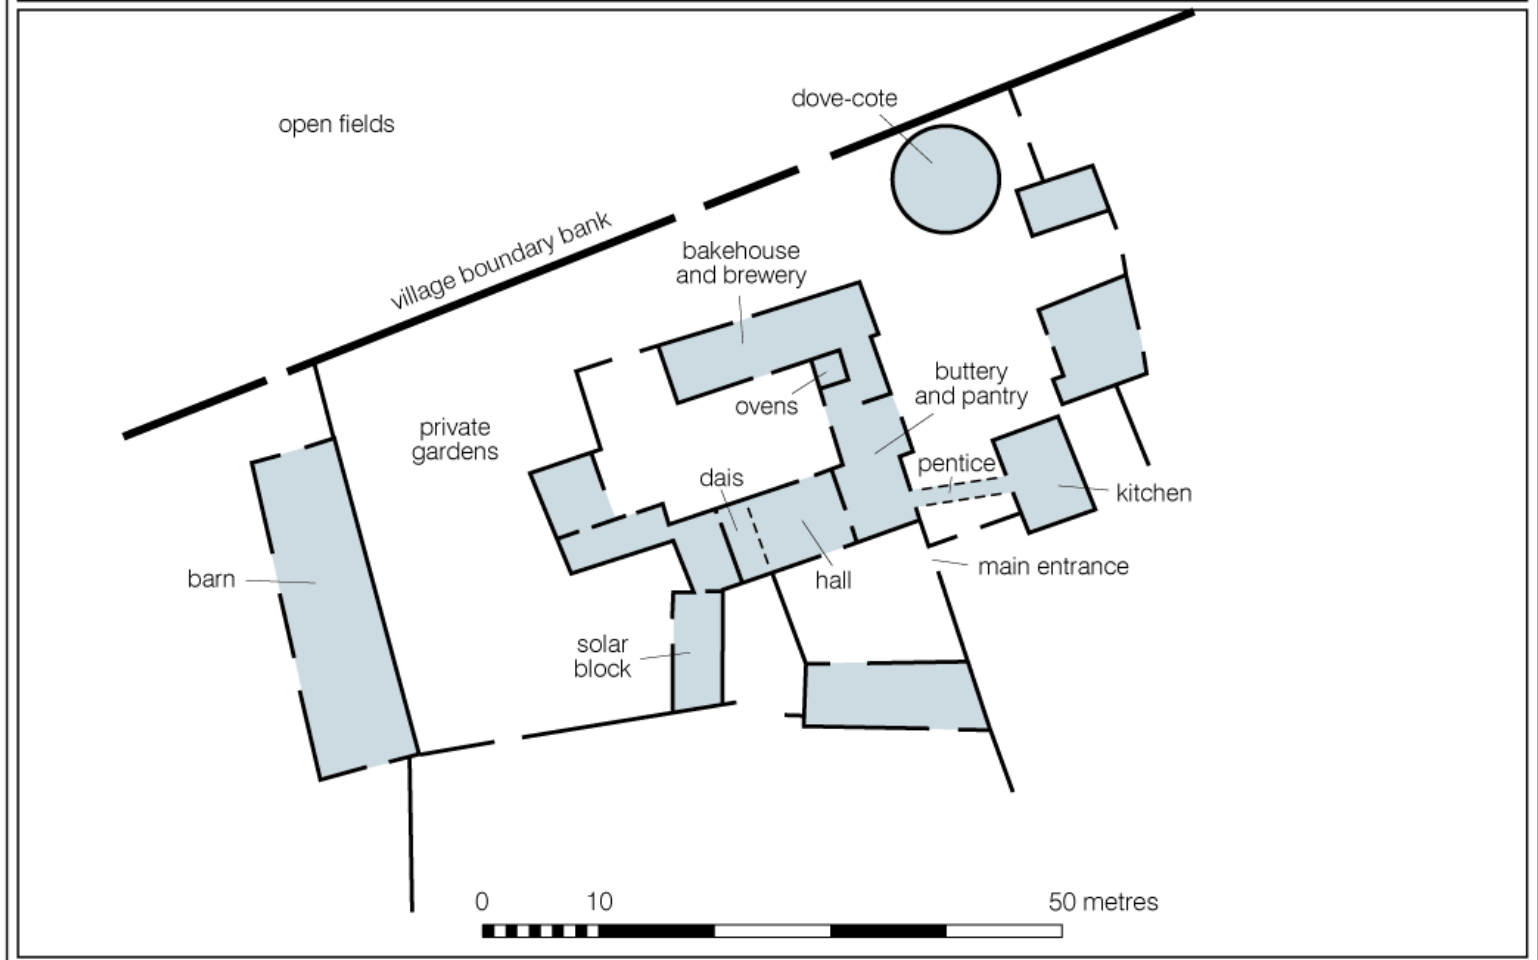 dove-cote
open fields
village boundary bank
bakehouse
and brewery
ovens
buttery
and pantry
private
gardens
dais
pentice
kitchen
barn
hall
main entrance
solar
block
0 10 50 metres